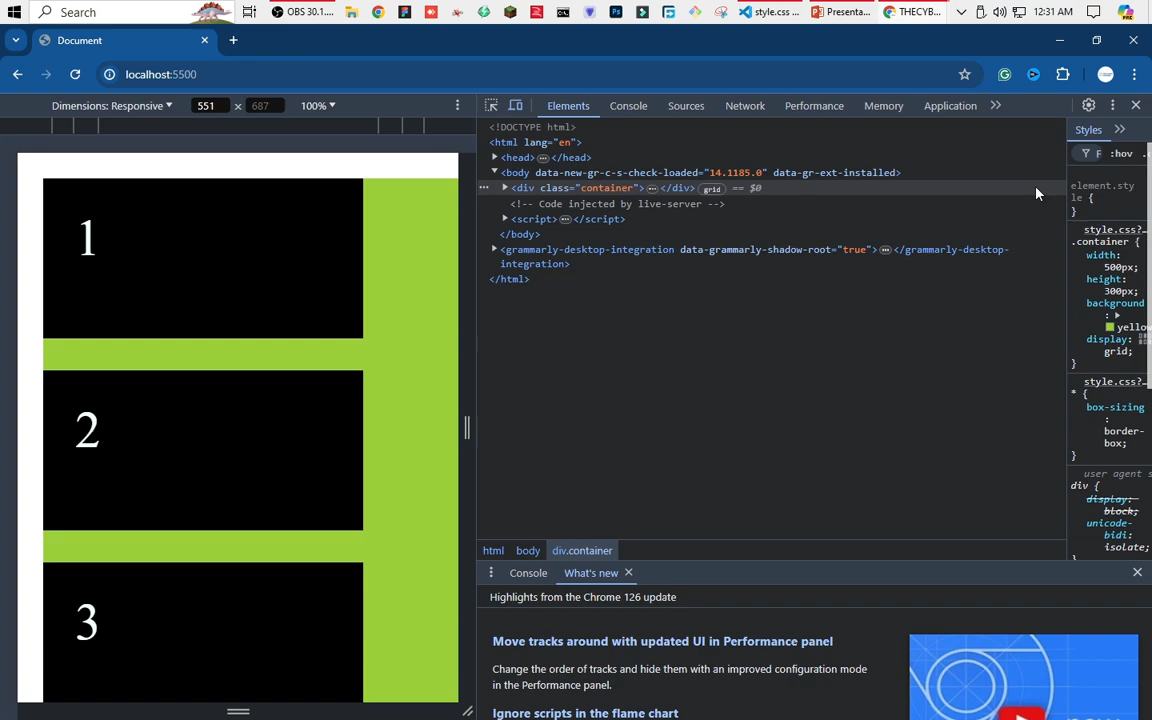 Search
OBS 30.1....
style.css ...
Presenta...
THECYB...
12:31 AM
Document
localhost:5500
Dimensions: Responsive 551 × 687 100%
Elements Console Sources Network Performance Memory Application
<!DOCTYPE html>
<html lang="en">
<head> </head>
<body data-new-gr-c-s-check-loaded="14.1185.0" data-gr-ext-installed>
<div class="container"> </div> grid == $0
<!-- Code injected by live-server -->
<script> </script>
</body>
<grammarly-desktop-integration data-grammarly-shadow-root="true"> </grammarly-desktop-
integration>
</html>
1
2
3
Styles
F :hov .c
element.sty
le {
}
style.css?...
.container {
width:
500px;
height:
300px;
background
:
yellow
display:
grid;
}
style.css?...
* {
box-sizing
:
border-
box;
}
user agent s
div {
display:
block;
unicode-
bidi:
isolate;
}
html body div.container
Console What's new
Highlights from the Chrome 126 update
Move tracks around with updated UI in Performance panel
Change the order of tracks and hide them with an improved configuration mode
in the Performance panel.
Ignore scripts in the flame chart